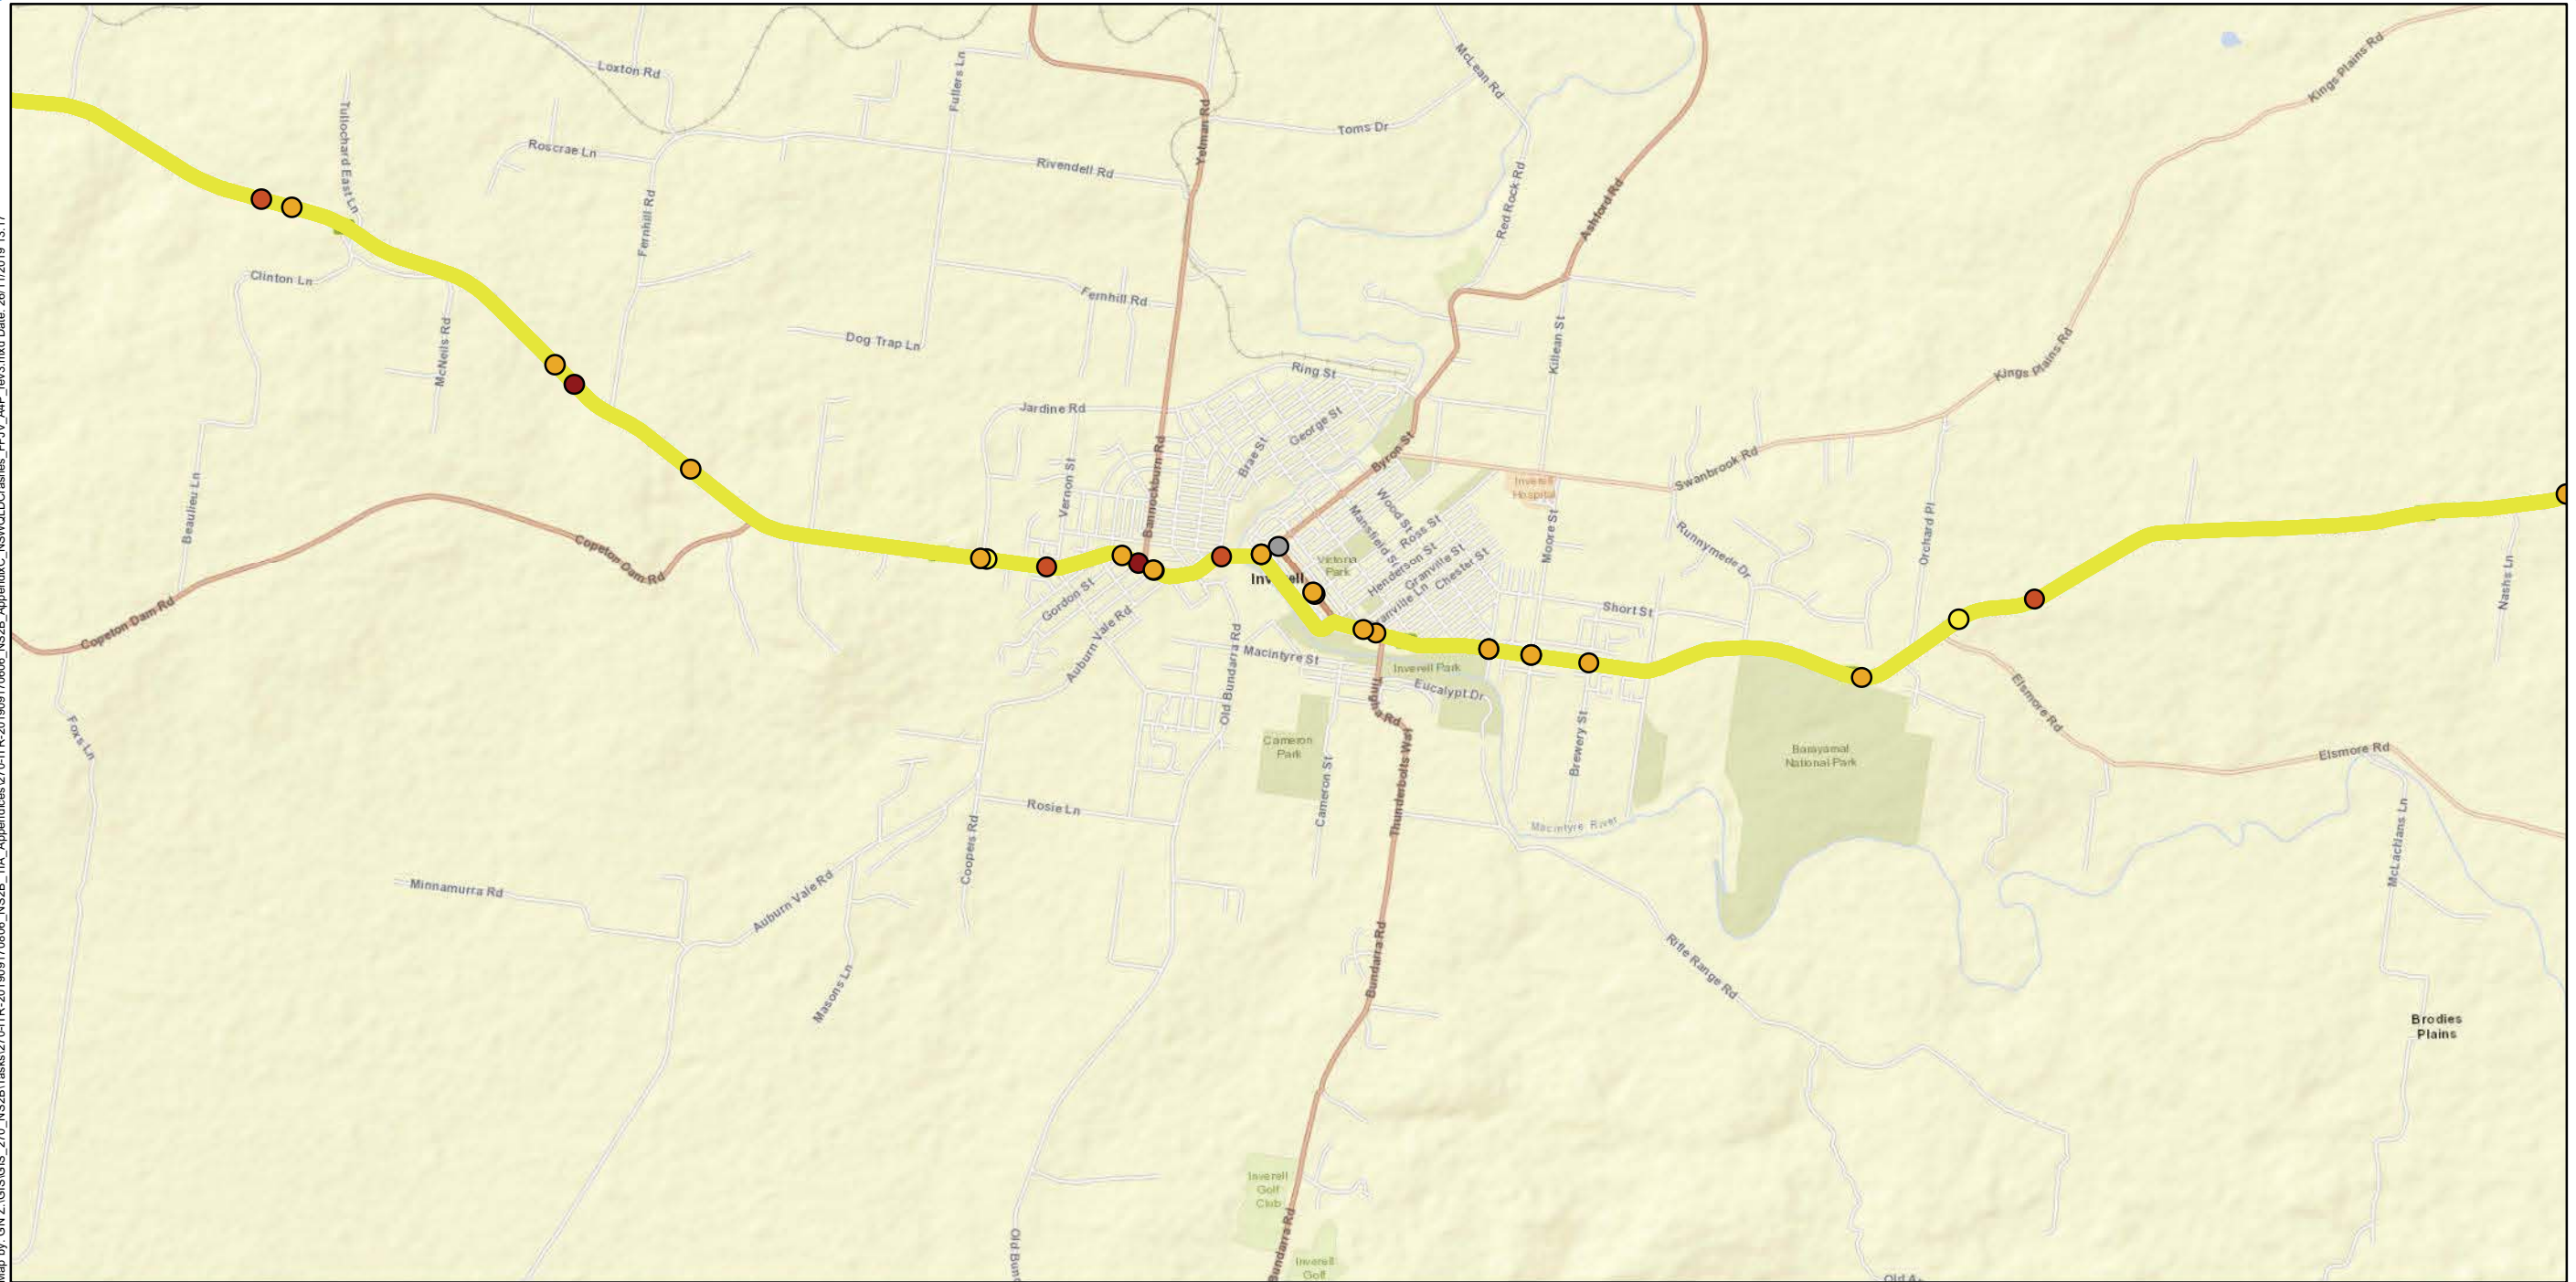 Loxton Rd
Fullers Ln
McLean Rd
Kings Plains Rd
Tullochard East Ln
Roscrae Ln
Yetman Rd
Toms Dr
Rivendell Rd
Red Rock Rd
Ashford Rd
Fernhill Rd
Clinton Ln
Fernhill Rd
McNeils Rd
Dog Trap Ln
Killean St
Kings Plains Rd
Ring St
Jardine Rd
George St
Brae St
Byron St
Bannockburn Rd
Vernon St
Swanbrook Rd
Inverell
Hospital
Beaulieu Ln
Wood St
Mansfield St
Ross St
Moore St
Runnymede Dr
Orchard Pl
Copeton Dam Rd
Victoria
Park
Henderson St
Granville St
Chester St
Nashs Ln
Gordon St
Short St
Copeton Dam Rd
Auburn Vale Rd
Old Bundarra Rd
Macintyre St
Inverell Park
Eucalypt Dr
Elsmore Rd
Foxs Ln
Cameron
Park
Brewery St
Barayamal
National Park
Elsmore Rd
Thunderbolts Way
Cameron St
Rosie Ln
Coopers Rd
Macintyre River
McLachlans Ln
Minnamurra Rd
Auburn Vale Rd
Bundarra Rd
Rifle Range Rd
Masons Ln
Brodies
Plains
Inverell
Golf
Club
Bundarra Rd
Inverell
Golf